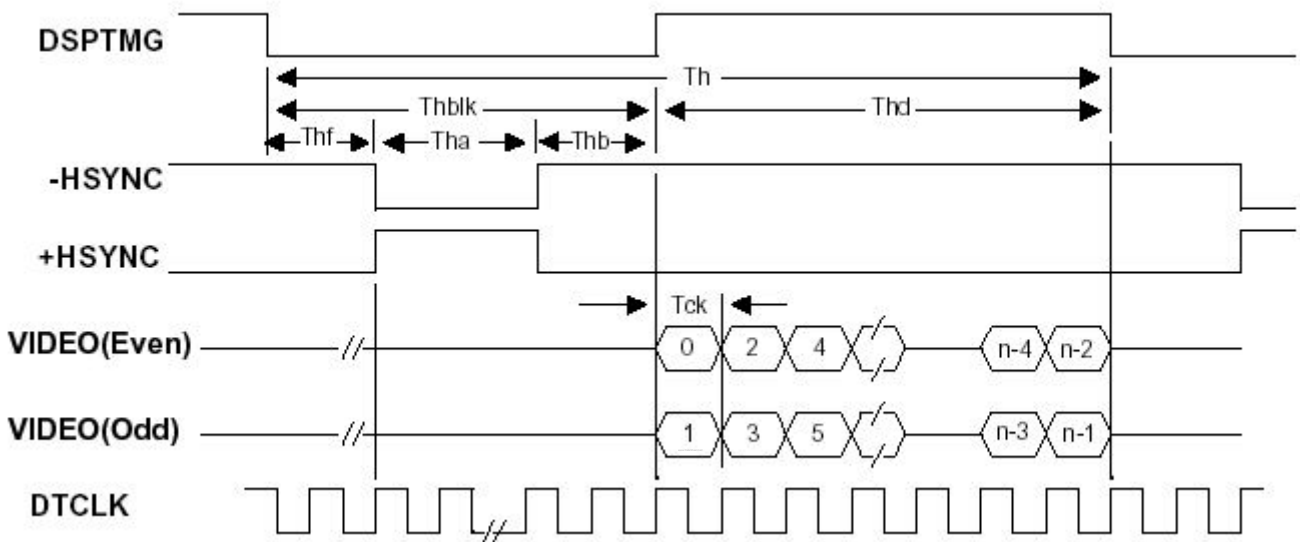 DSPTMG
Th
Thblk Thd
Thf Tha Thb
-HSYNC
+HSYNC
Tck
VIDEO(Even) 0 2 4 n-4 n-2
VIDEO(Odd) 1 3 5 n-3 n-1
DTCLK